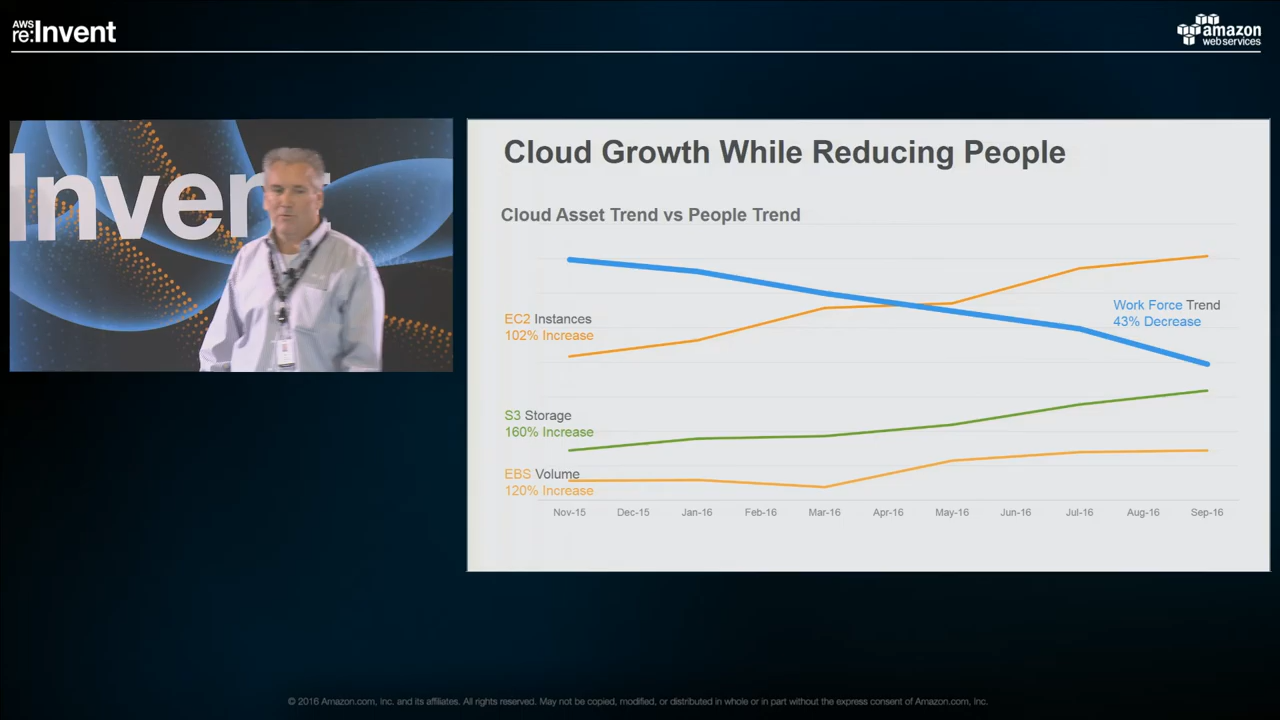 AWS
re:Invent
amazon
web services
Inven
Cloud Growth While Reducing People
Cloud Asset Trend vs People Trend
EC2 Instances
102% Increase
Work Force Trend
43% Decrease
S3 Storage
160% Increase
EBS Volume
120% Increase
Nov-15 Dec-15 Jan-16 Feb-16 Mar-16 Apr-16 May-16 Jun-16 Jul-16 Aug-16 Sep-16
© 2016 Amazon.com, Inc. and its affiliates. All rights reserved. May not be copied, modified, or distributed in whole or in part without the express consent of Amazon.com, Inc.